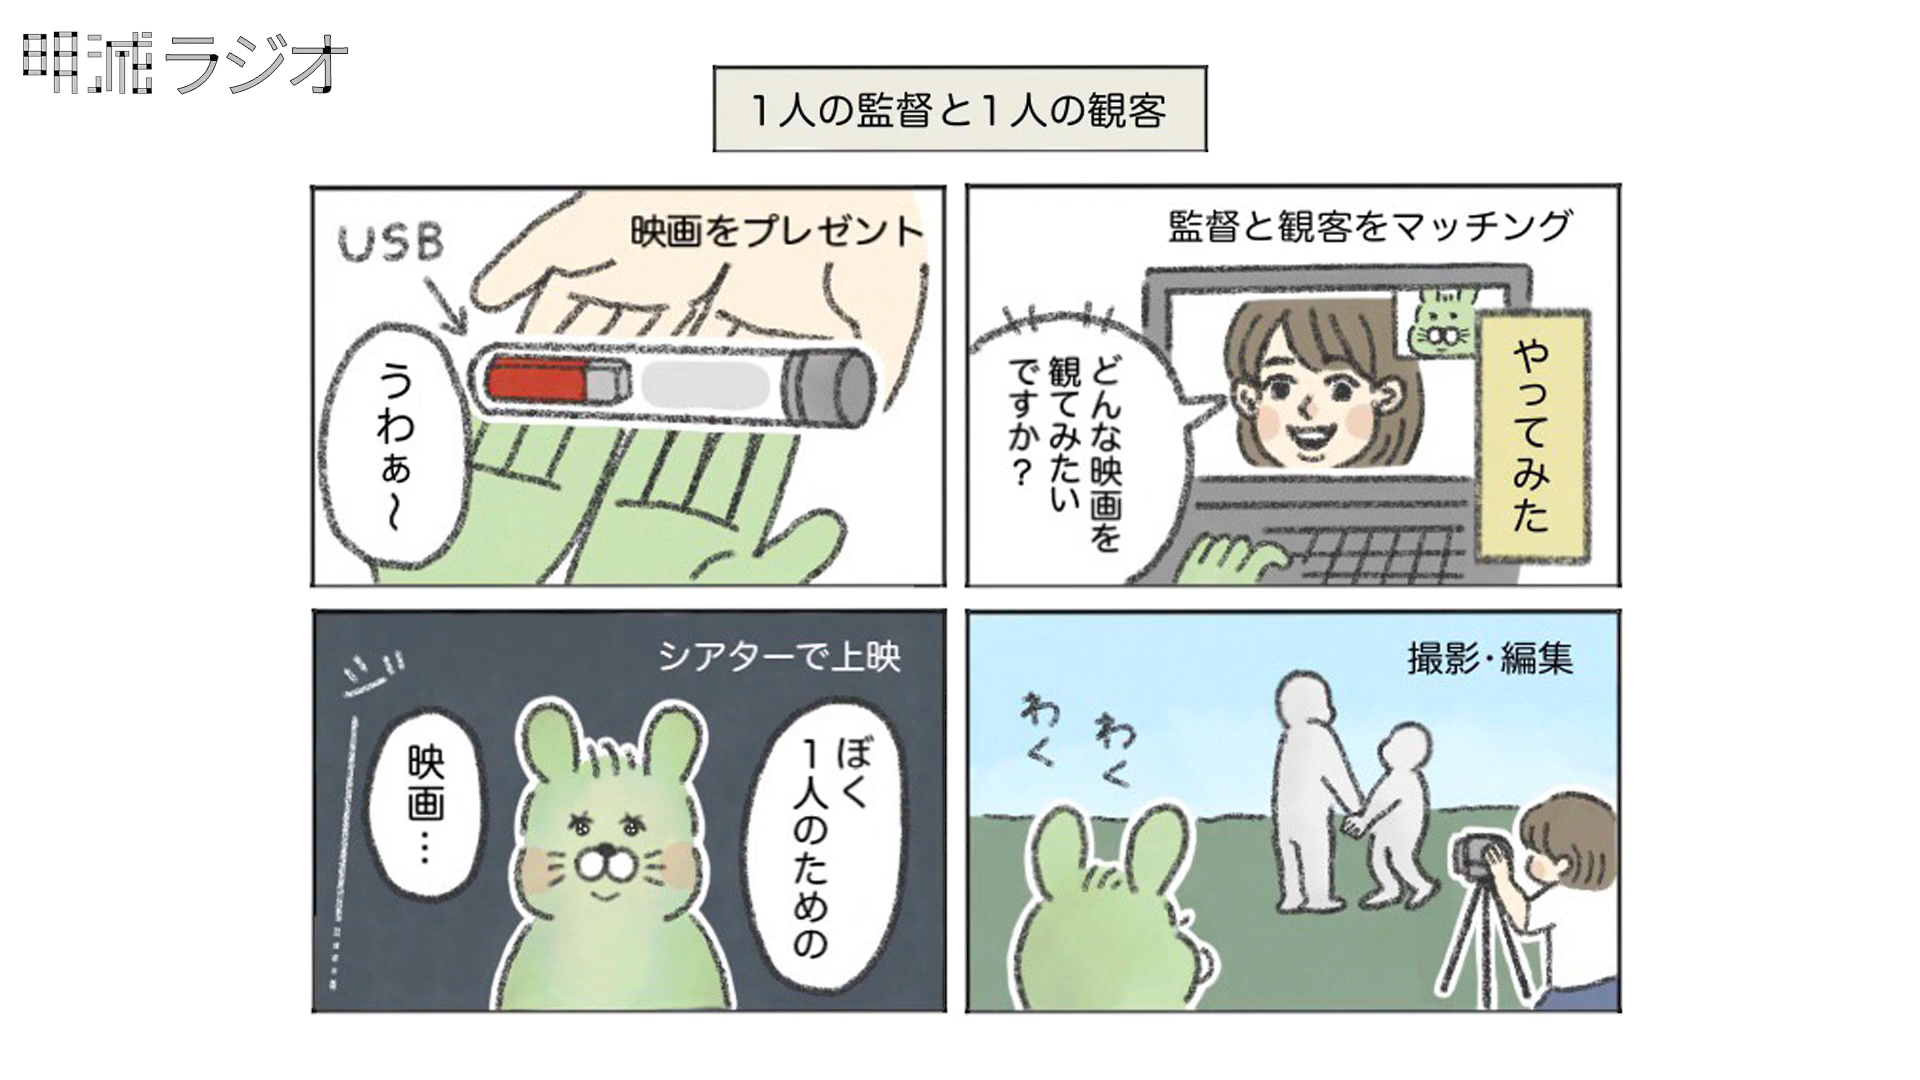 明滅ラジオ
1人の監督と1人の観客
監督と観客をマッチング
やってみた
どんな映画を
観てみたい
ですか?
撮影・編集
わく
わく
映画をプレゼント
USB
うわぁ〜
シアターで上映
ぼく
1人のための
映画…